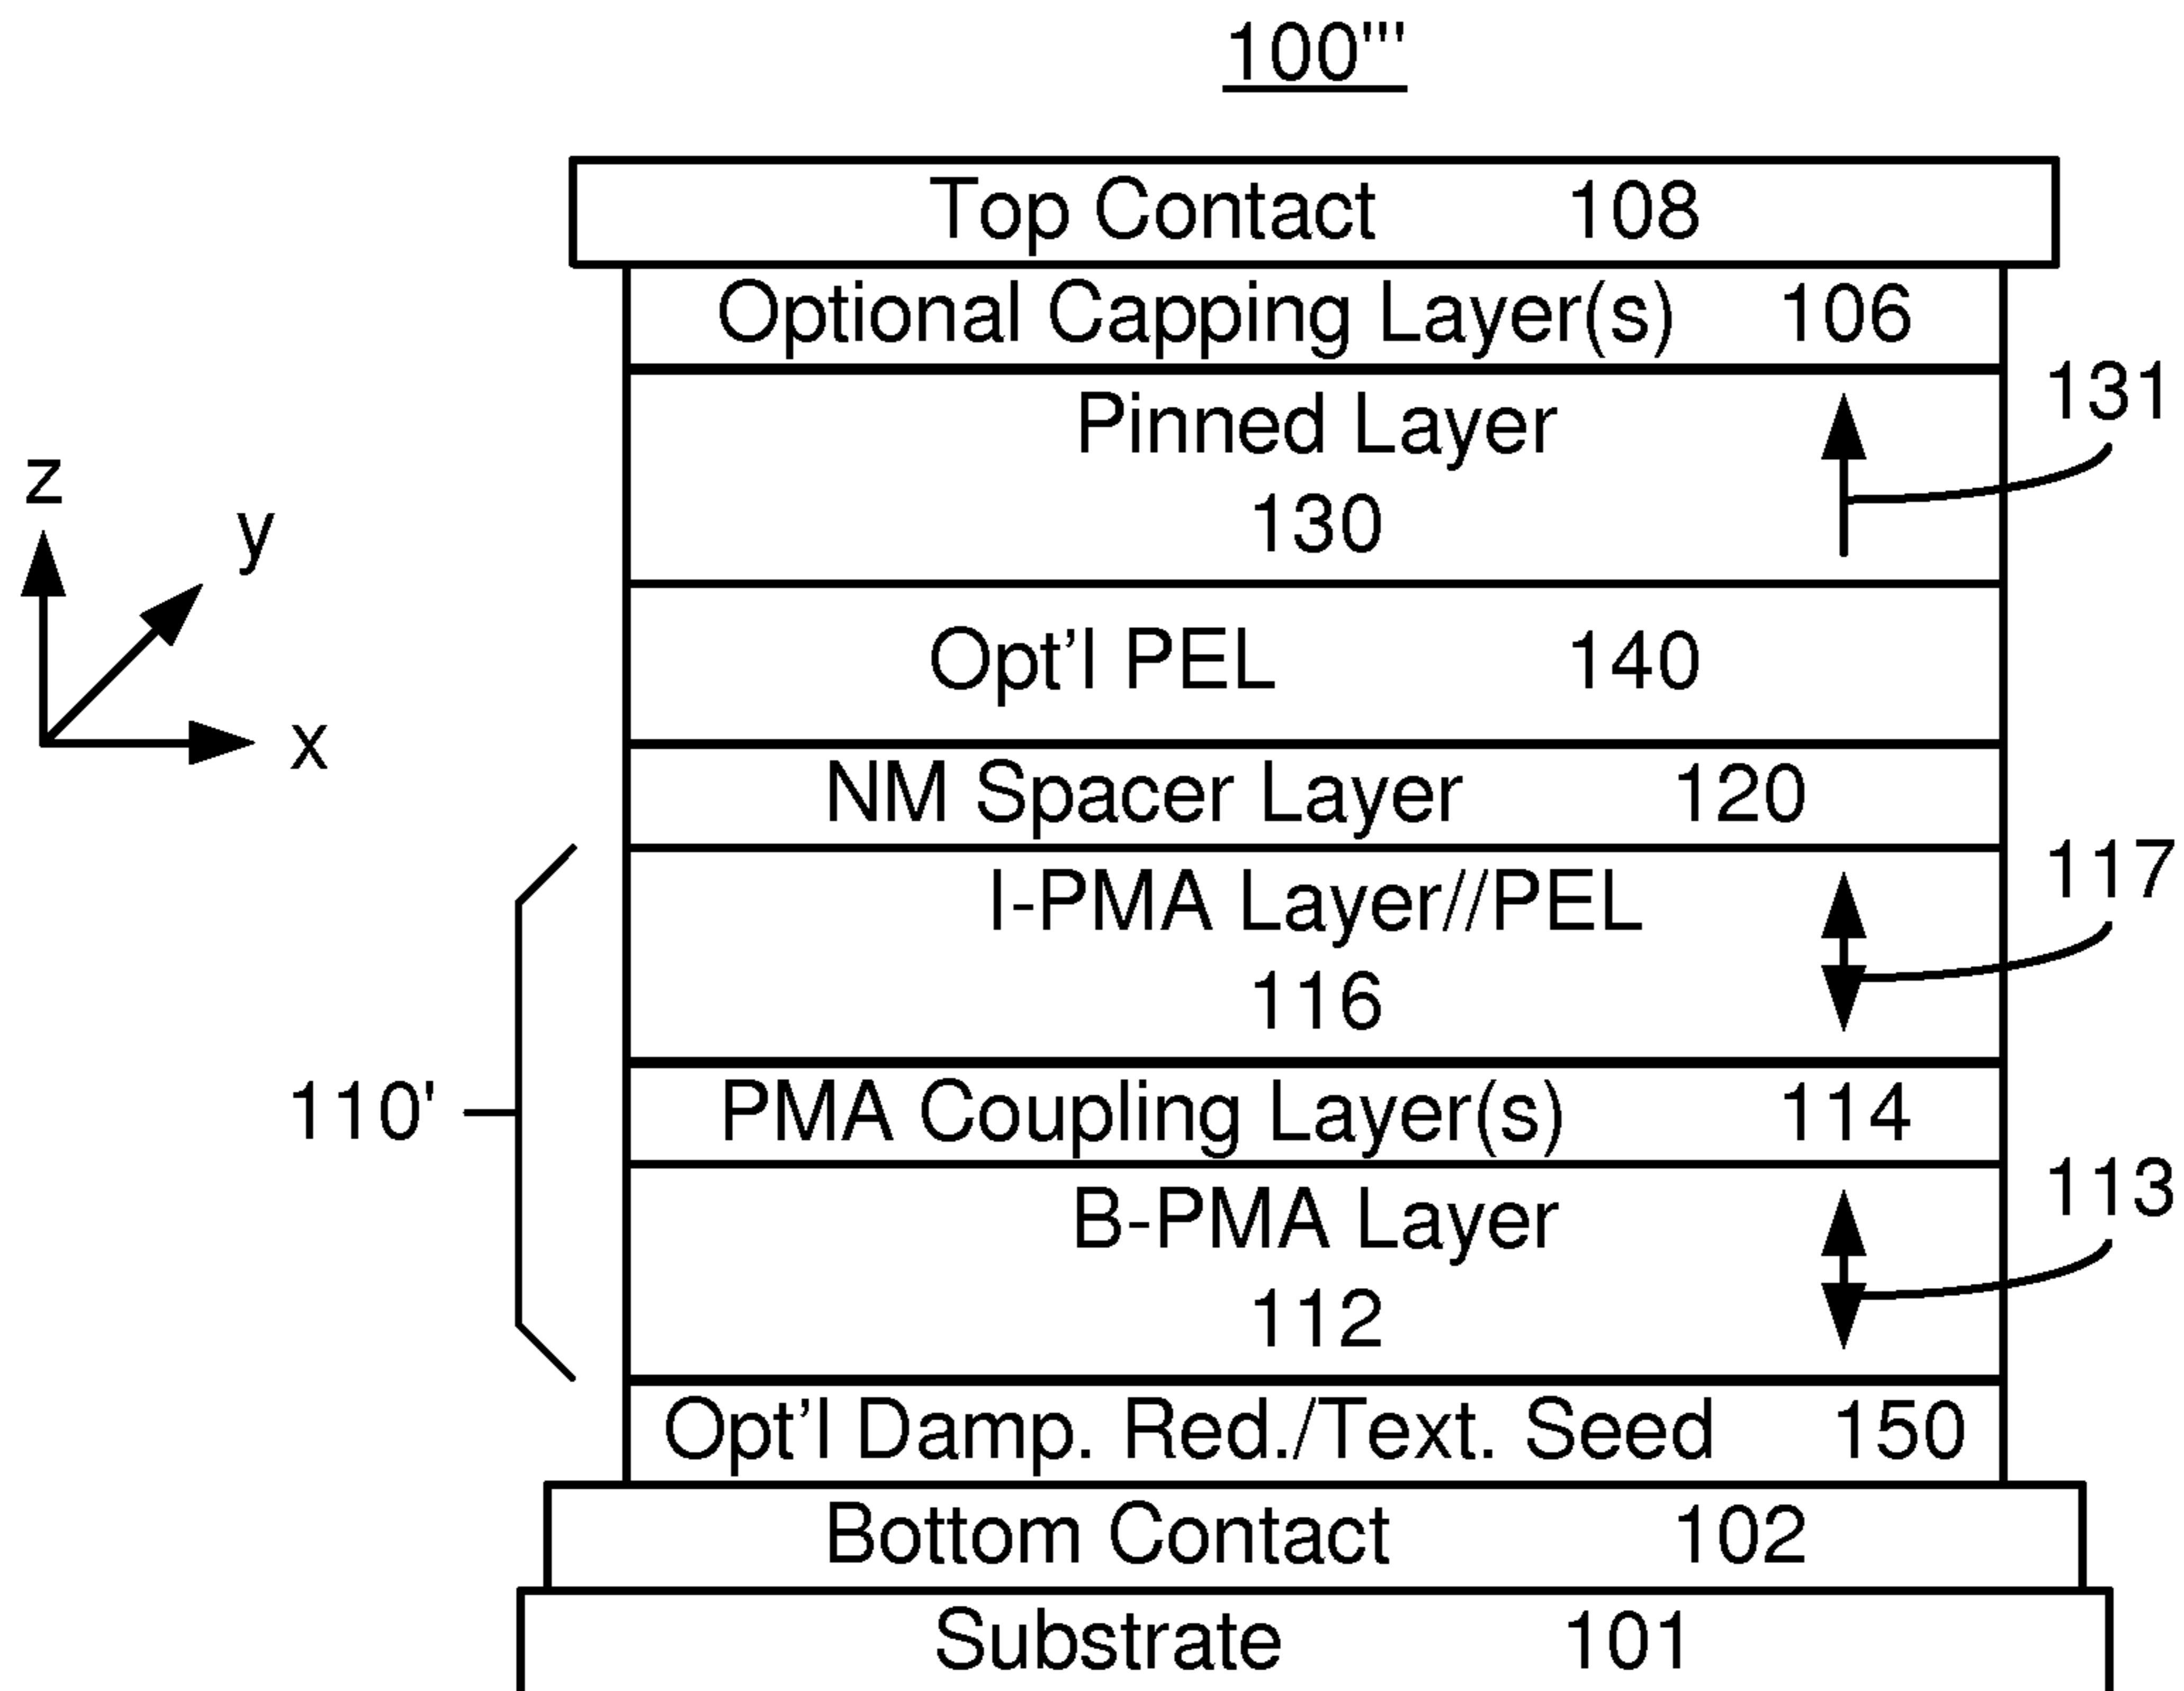 100''''
Top Contact 108
Optional Capping Layer(s) 106
131
Pinned Layer
130
z
y
x
Opt’l PEL 140
NM Spacer Layer 120
117
I-PMA Layer//PEL
116
110'
PMA Coupling Layer(s) 114
113
B-PMA Layer
112
Opt’l Damp. Red./Text. Seed 150
Bottom Contact 102
Substrate 101